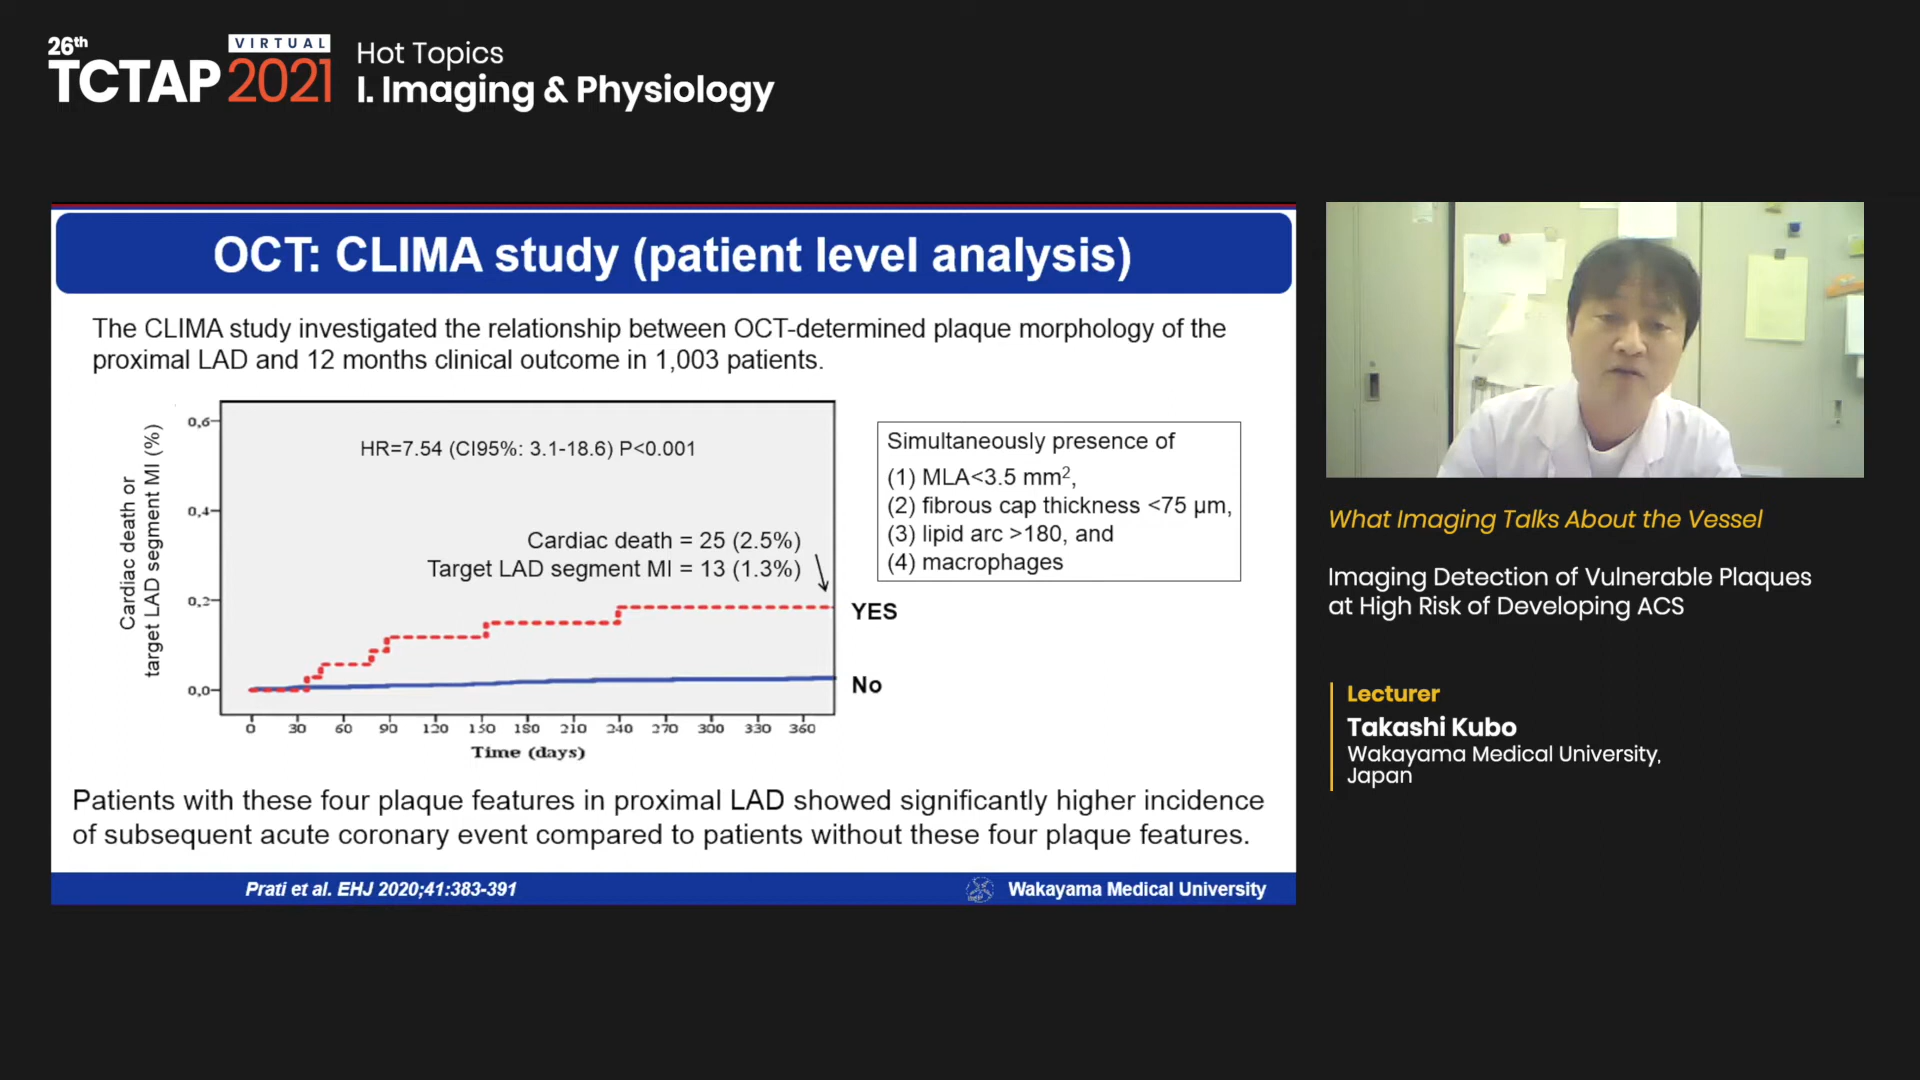 26th
VIRTUAL
TCTAP 2021
Hot Topics
I. Imaging & Physiology
OCT: CLIMA study (patient level analysis)
The CLIMA study investigated the relationship between OCT-determined plaque morphology of the
proximal LAD and 12 months clinical outcome in 1,003 patients.
Cardiac death or
target LAD segment MI (%)
0,6
0,4
0,2
0,0
HR=7.54 (CI95%: 3.1-18.6) P<0.001
Cardiac death = 25 (2.5%)
Target LAD segment MI = 13 (1.3%)
0 30 60 90 120 150 180 210 240 270 300 330 360
Time (days)
YES
No
Simultaneously presence of
(1) MLA<3.5 mm²,
(2) fibrous cap thickness <75 µm,
(3) lipid arc >180, and
(4) macrophages
Patients with these four plaque features in proximal LAD showed significantly higher incidence
of subsequent acute coronary event compared to patients without these four plaque features.
Prati et al. EHJ 2020;41:383-391
Wakayama Medical University
What Imaging Talks About the Vessel
Imaging Detection of Vulnerable Plaques
at High Risk of Developing ACS
Lecturer
Takashi Kubo
Wakayama Medical University,
Japan